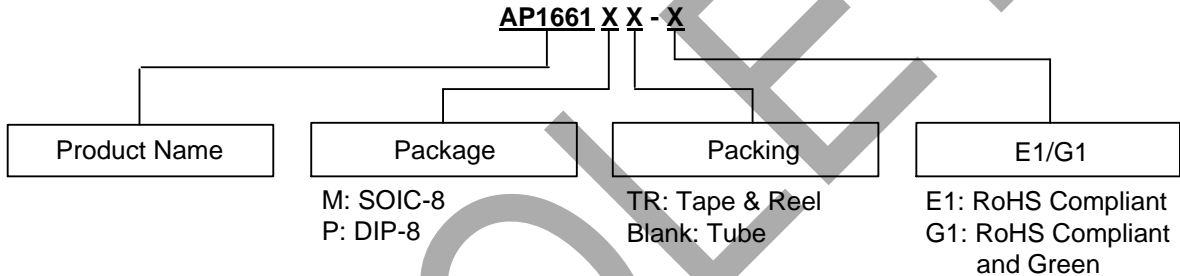 AP1661 X X - X
Product Name
Package
Packing
E1/G1
M: SOIC-8
P: DIP-8
TR: Tape & Reel
Blank: Tube
E1: RoHS Compliant
G1: RoHS Compliant
and Green